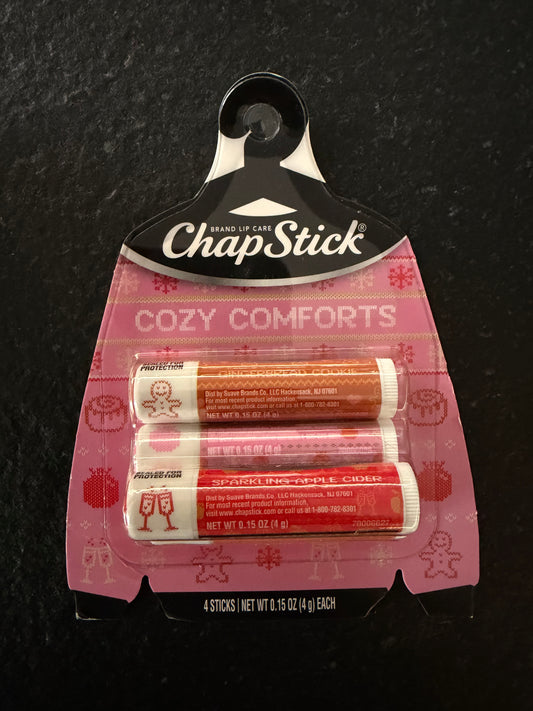 BRAND LIP CARE
ChapStick®
COZY COMFORTS
SEALED FOR
PROTECTION
GINGERBREAD COOKIE
Dist by Suave Brands Co, LLC Hackensack, NJ 07601
For most recent product information,
visit www.chapstick.com or call us at 1-800-782-8301
NET WT 0.15 OZ (4 g)
NET WT 0.15 OZ (4 g)
SEALED FOR
PROTECTION
SPARKLING APPLE CIDER
Dist by Suave Brands Co, LLC Hackensack, NJ 07601
For most recent product information,
visit www.chapstick.com or call us at 1-800-782-8301
NET WT 0.15 OZ (4 g)
4 STICKS | NET WT 0.15 OZ (4 g) EACH